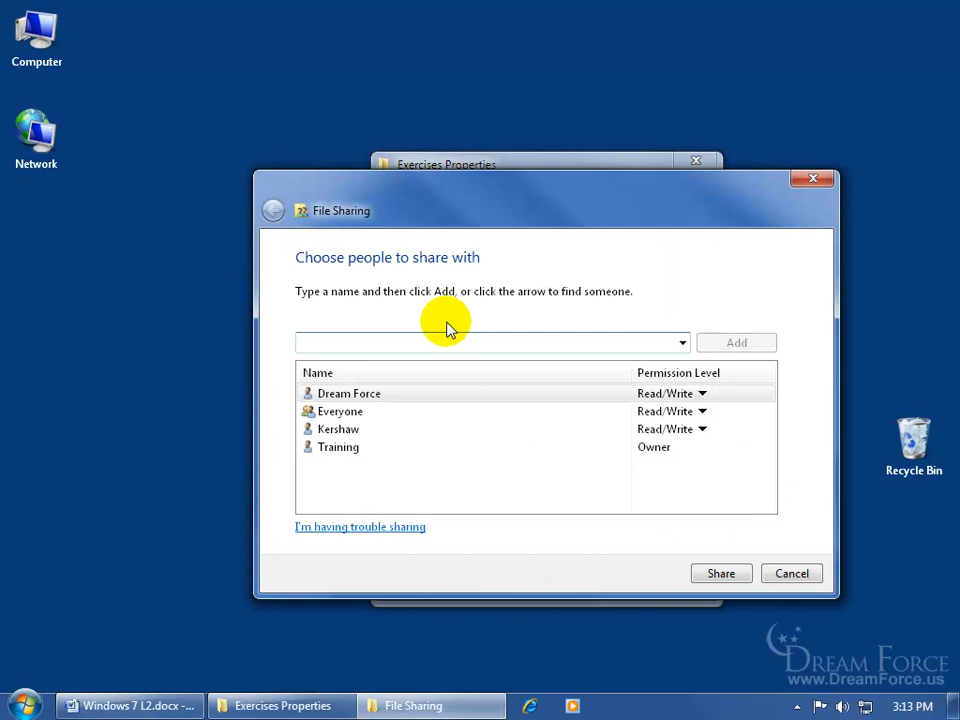 Computer
Network
Exercises Properties
File Sharing
Choose people to share with
Type a name and then click Add, or click the arrow to find someone.
Add
Name Permission Level
Dream Force Read/Write
Everyone Read/Write
Kershaw Read/Write
Training Owner
I'm having trouble sharing
Share Cancel
Recycle Bin
DREAM FORCE
www.DreamForce.us
Windows 7 L2.docx -... Exercises Properties File Sharing 3:13 PM